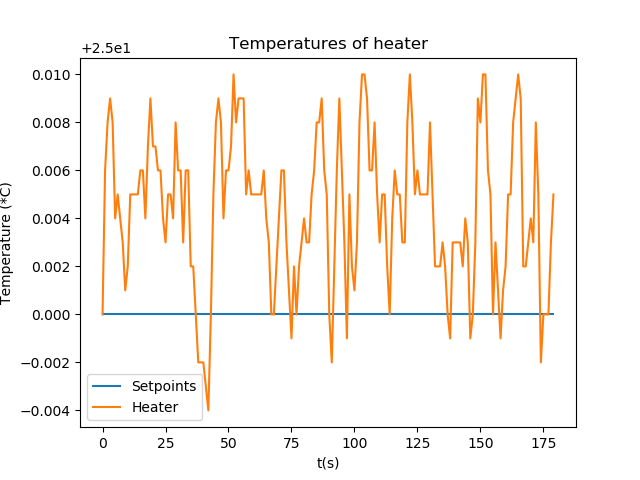 Temperatures of heater
+2.5e1
0.010
0.008
0.006
0.004
0.002
0.000
−0.002
−0.004
Temperature (*C)
Setpoints
Heater
0 25 50 75 100 125 150 175
t(s)